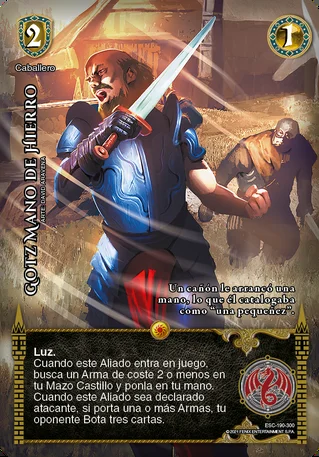 2
1
Caballero
GOTZ MANO DE HIERRO
Un cañón le arrancó una
mano, lo que él catalogaba
como "una pequeñez".
Luz.
Cuando este Aliado entra en juego,
busca un Arma de coste 2 o menos en
tu Mazo Castillo y ponla en tu mano.
Cuando este Aliado sea declarado
atacante, si porta una o más Armas, tu
oponente Bota tres cartas.
ESC-190-300
© 2021 FENIX ENTERTAINMENT S.P.A.